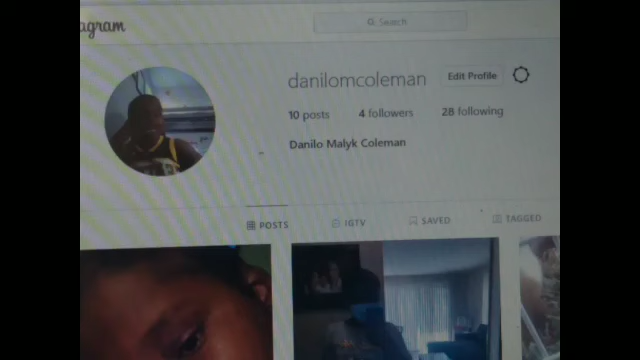 agram
Search
danilomcoleman Edit Profile
10 posts 4 followers 28 following
Danilo Malyk Coleman
POSTS IGTV SAVED TAGGED